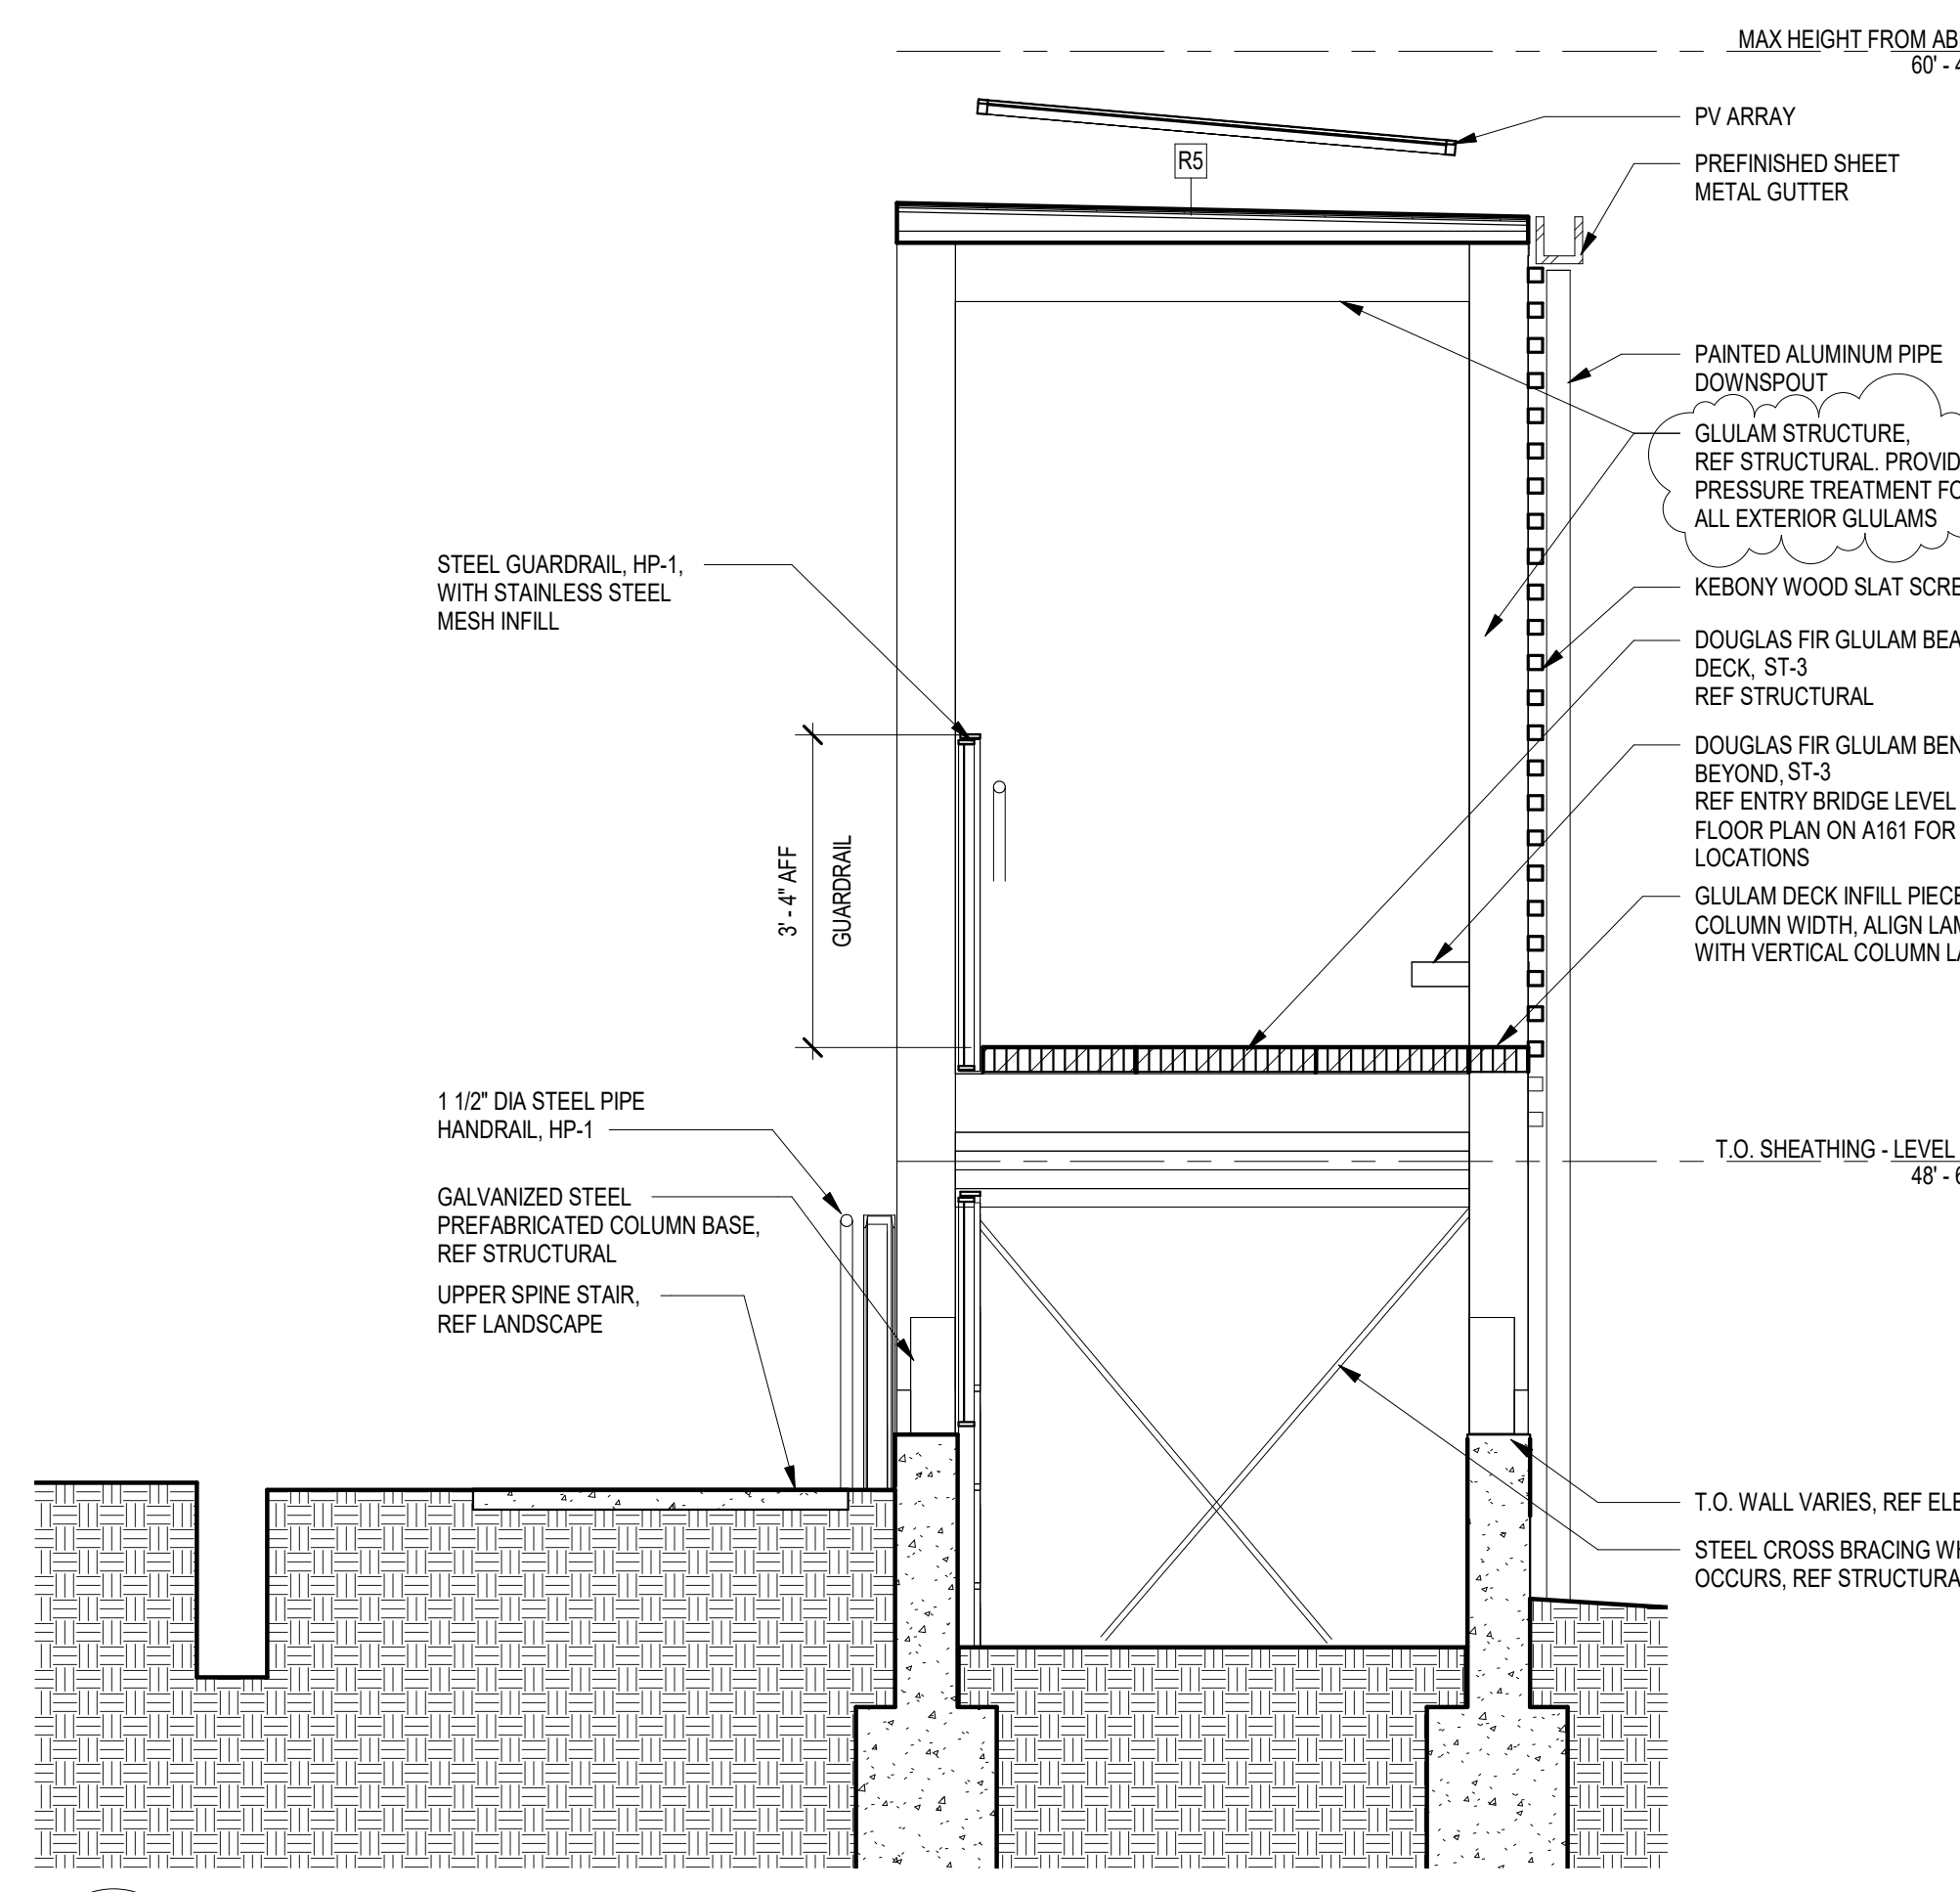 MAX HEIGHT FROM AB
60' - 4
PV ARRAY
R5
PREFINISHED SHEET
METAL GUTTER
PAINTED ALUMINUM PIPE
DOWNSPOUT
GLULAM STRUCTURE,
REF STRUCTURAL. PROVID
PRESSURE TREATMENT FO
ALL EXTERIOR GLULAMS
STEEL GUARDRAIL, HP-1,
WITH STAINLESS STEEL
MESH INFILL
KEBONY WOOD SLAT SCRE
DOUGLAS FIR GLULAM BEA
DECK, ST-3
REF STRUCTURAL
DOUGLAS FIR GLULAM BEN
BEYOND, ST-3
REF ENTRY BRIDGE LEVEL
FLOOR PLAN ON A161 FOR
LOCATIONS
3' - 4" AFF
GUARDRAIL
GLULAM DECK INFILL PIECE
COLUMN WIDTH, ALIGN LAM
WITH VERTICAL COLUMN LA
1 1/2" DIA STEEL PIPE
HANDRAIL, HP-1
T.O. SHEATHING - LEVEL
48' - 6
GALVANIZED STEEL
PREFABRICATED COLUMN BASE,
REF STRUCTURAL
UPPER SPINE STAIR,
REF LANDSCAPE
T.O. WALL VARIES, REF ELE
STEEL CROSS BRACING WH
OCCURS, REF STRUCTURA